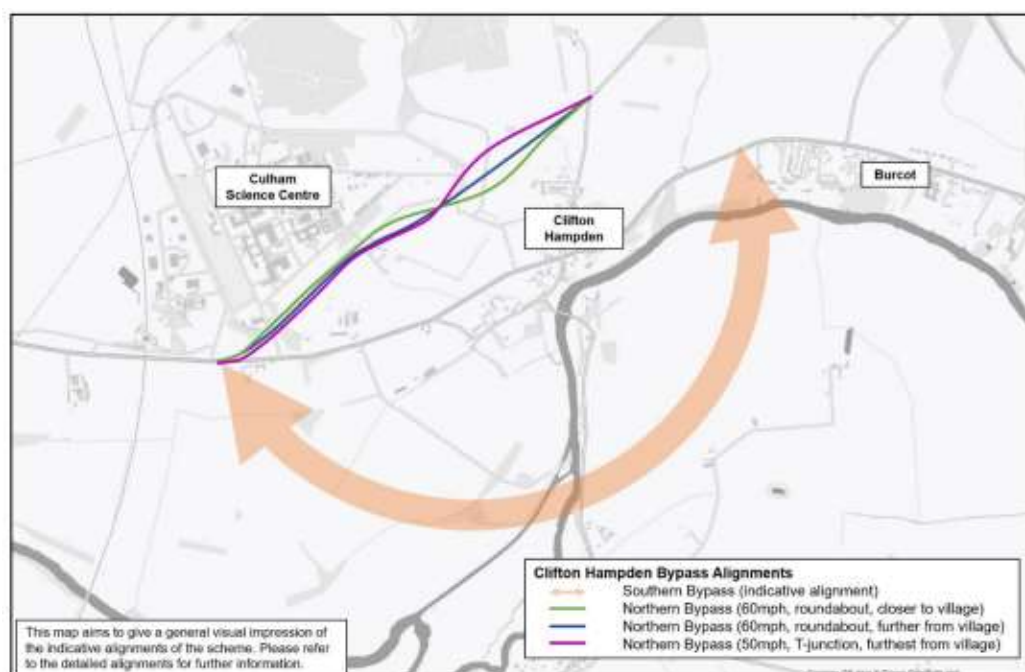 Culham
Science Centre
Burcot
Clifton
Hampden
Clifton Hampden Bypass Alignments
Southern Bypass (indicative alignment)
Northern Bypass (60mph, roundabout, closer to village)
Northern Bypass (60mph, roundabout, further from village)
Northern Bypass (50mph, T-junction, furthest from village)
This map aims to give a general visual impression of
the indicative alignments of the scheme. Please refer
to the detailed alignments for further information.